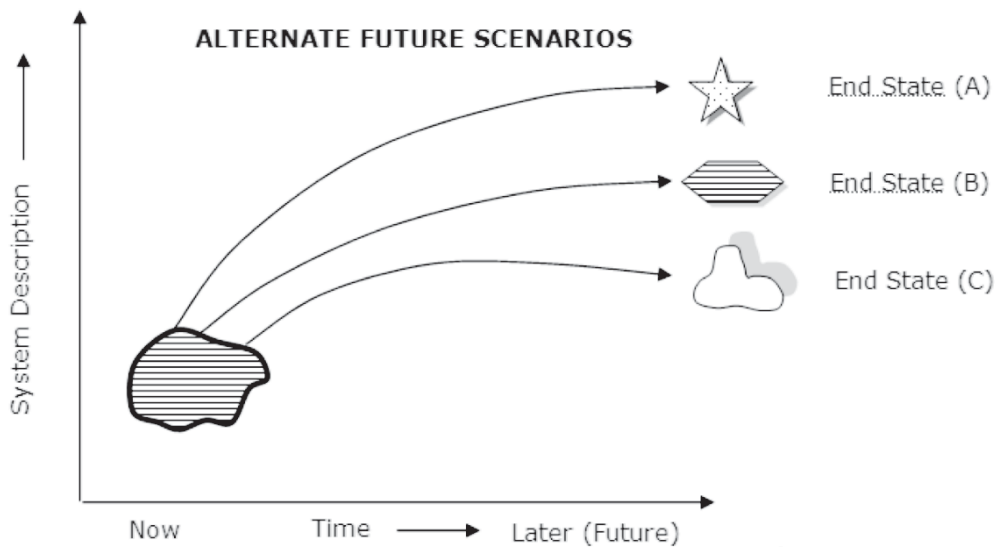 ALTERNATE FUTURE SCENARIOS
End State (A)
End State (B)
End State (C)
System Description
Now
Time
Later (Future)